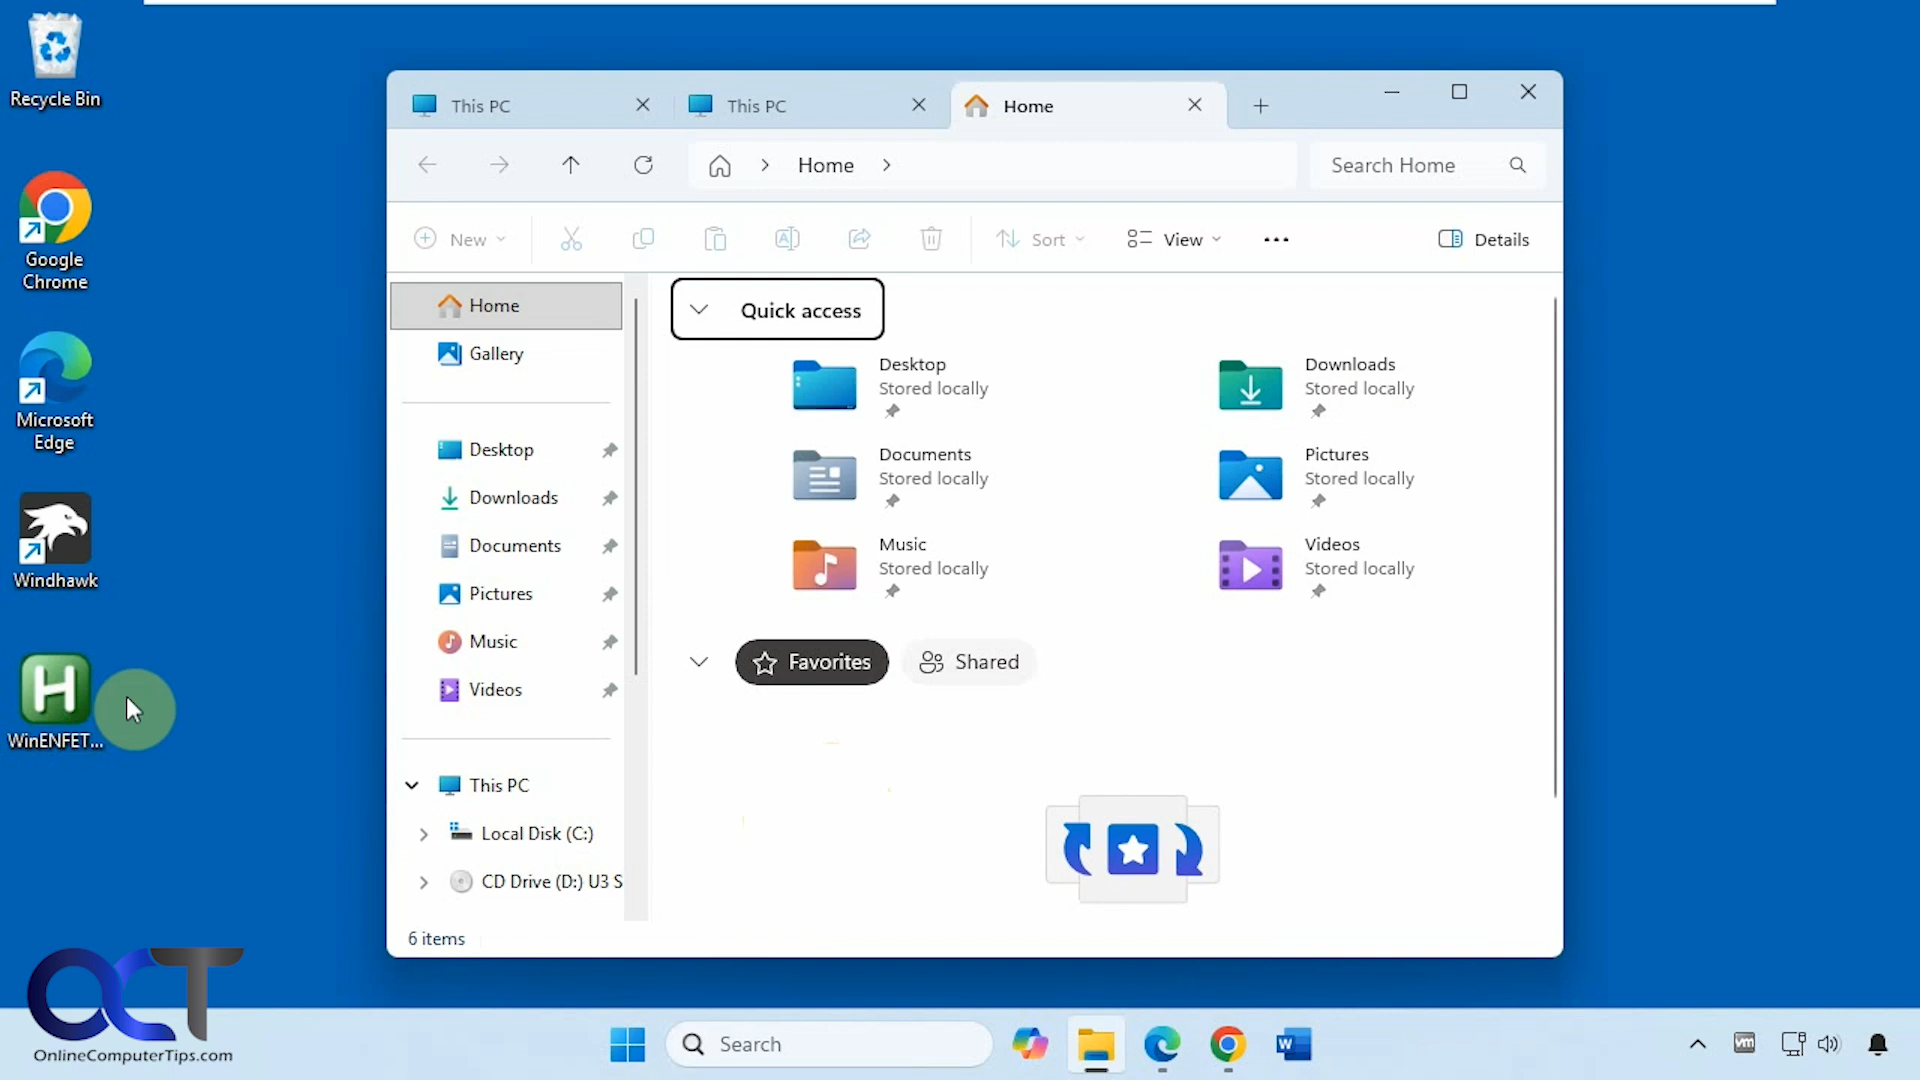 Recycle Bin
Google
Chrome
Microsoft
Edge
Windhawk
WinENFET...
This PC
This PC
Home
Home
Search Home
New
Sort
View
Details
Home
Gallery
Desktop
Downloads
Documents
Pictures
Music
Videos
This PC
Local Disk (C:)
CD Drive (D:) U3 S
Quick access
Desktop
Stored locally
Downloads
Stored locally
Documents
Stored locally
Pictures
Stored locally
Music
Stored locally
Videos
Stored locally
Favorites
Shared
6 items
OCT
OnlineComputerTips.com
Search
W
vm